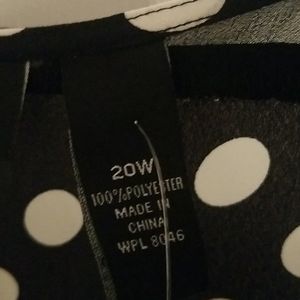 20W
100%POLYESTER
MADE IN
CHINA
WPL 8046